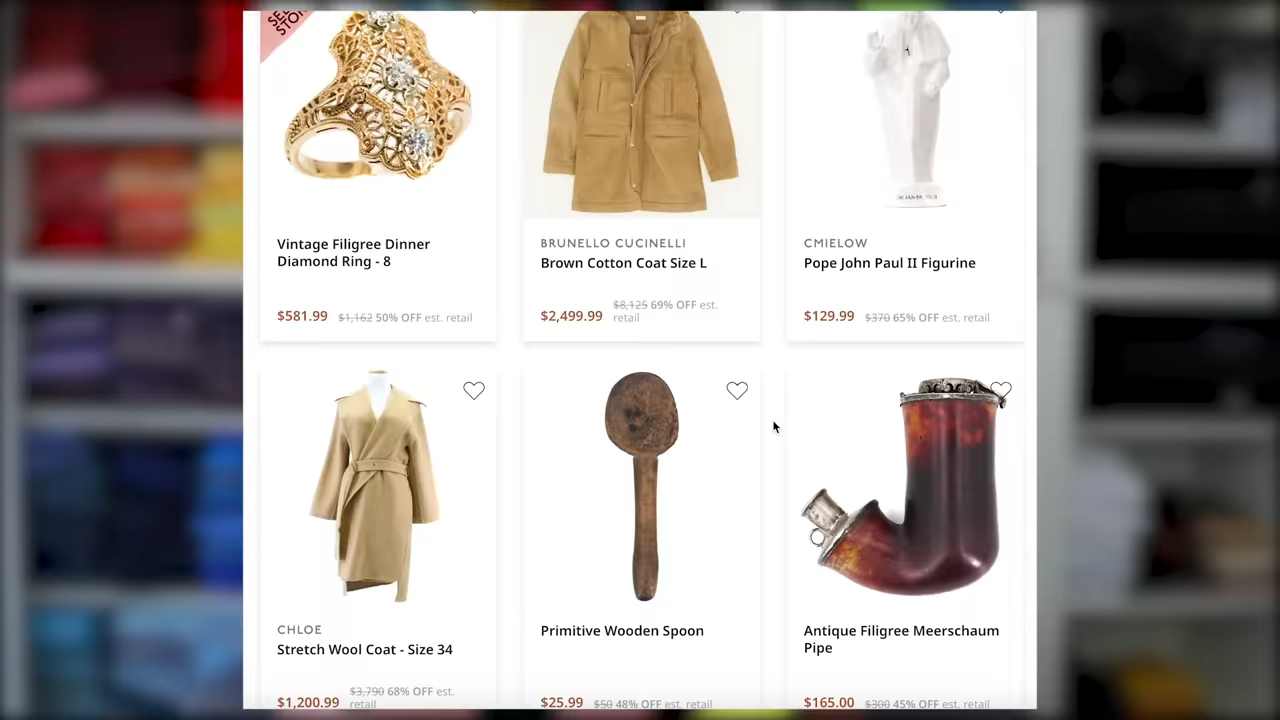 Vintage Filigree Dinner
Diamond Ring - 8
$581.99 $1,162 50% OFF est. retail
BRUNELLO CUCINELLI
Brown Cotton Coat Size L
$2,499.99 $8,125 69% OFF est.
retail
CMIELOW
Pope John Paul II Figurine
$129.99 $370 65% OFF est. retail
CHLOE
Stretch Wool Coat - Size 34
$1,200.99 $3,790 68% OFF est.
retail
Primitive Wooden Spoon
$25.99 $50 48% OFF est. retail
Antique Filigree Meerschaum
Pipe
$165.00 $300 45% OFF est. retail